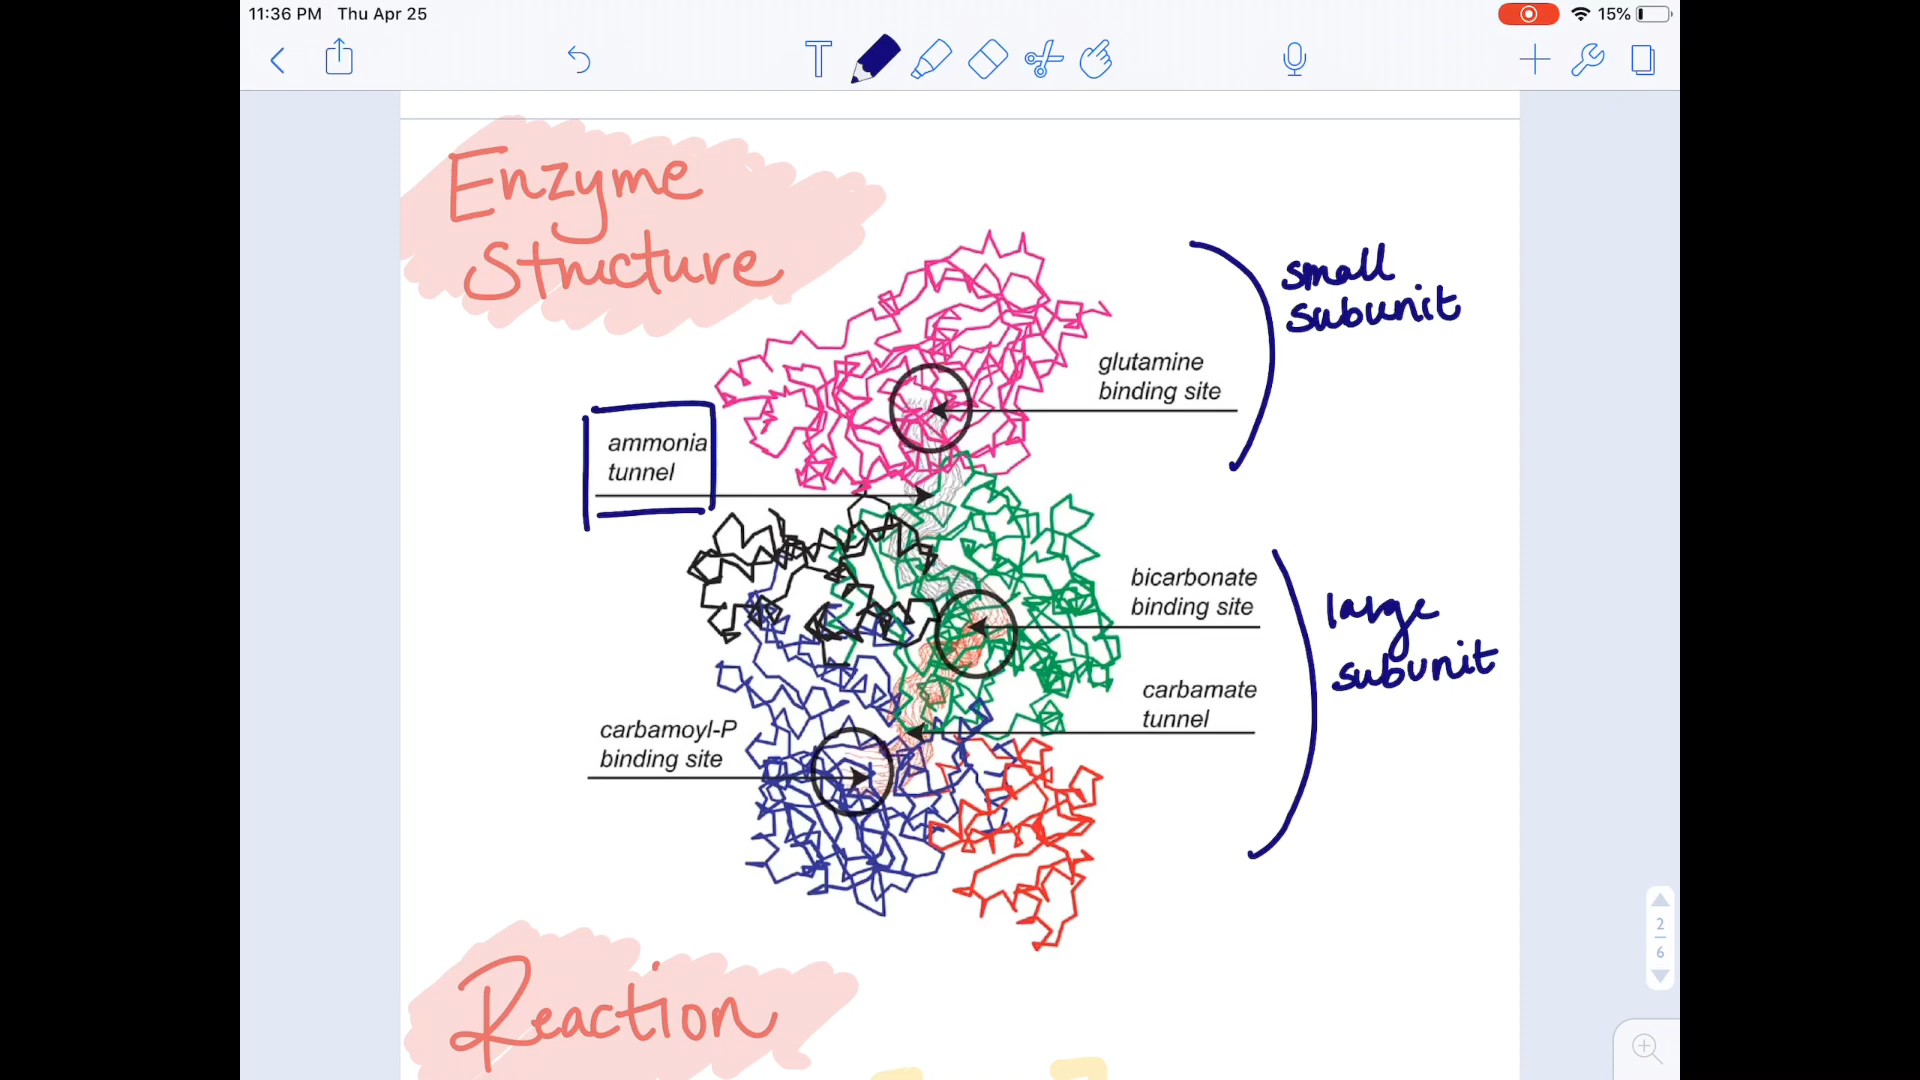 11:36 PM Thu Apr 25
15%
T
Enzyme
Structure
small
subunit
glutamine
binding site
ammonia
tunnel
bicarbonate
binding site
large
subunit
carbamate
tunnel
carbamoyl-P
binding site
2
6
Reaction